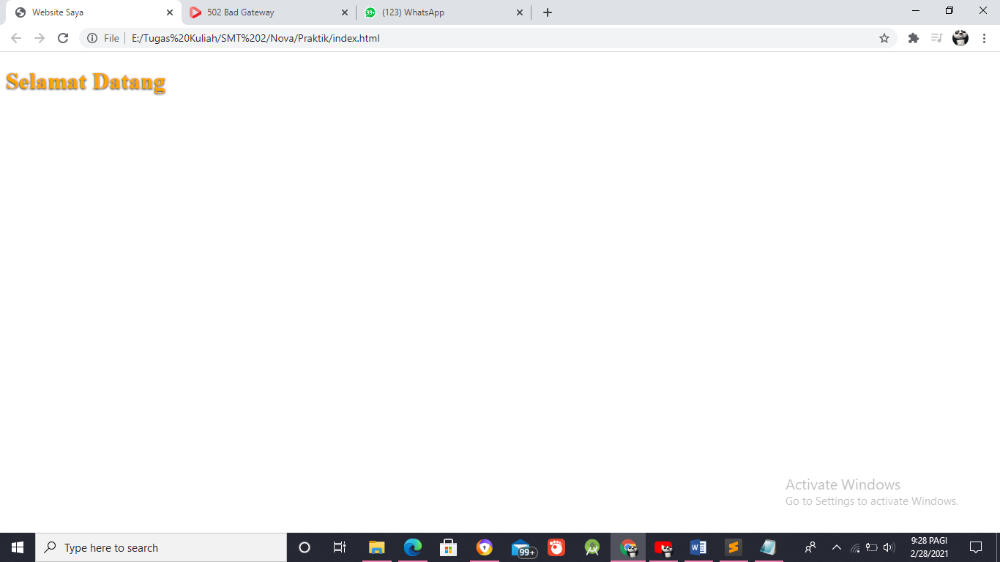 Website Saya
502 Bad Gateway
99+
(123) WhatsApp
File
E:/Tugas%20Kuliah/SMT%202/Nova/Praktik/index.html
Selamat Datang
Activate Windows
Go to Settings to activate Windows.
Type here to search
99+
9:28 PAGI
2/28/2021